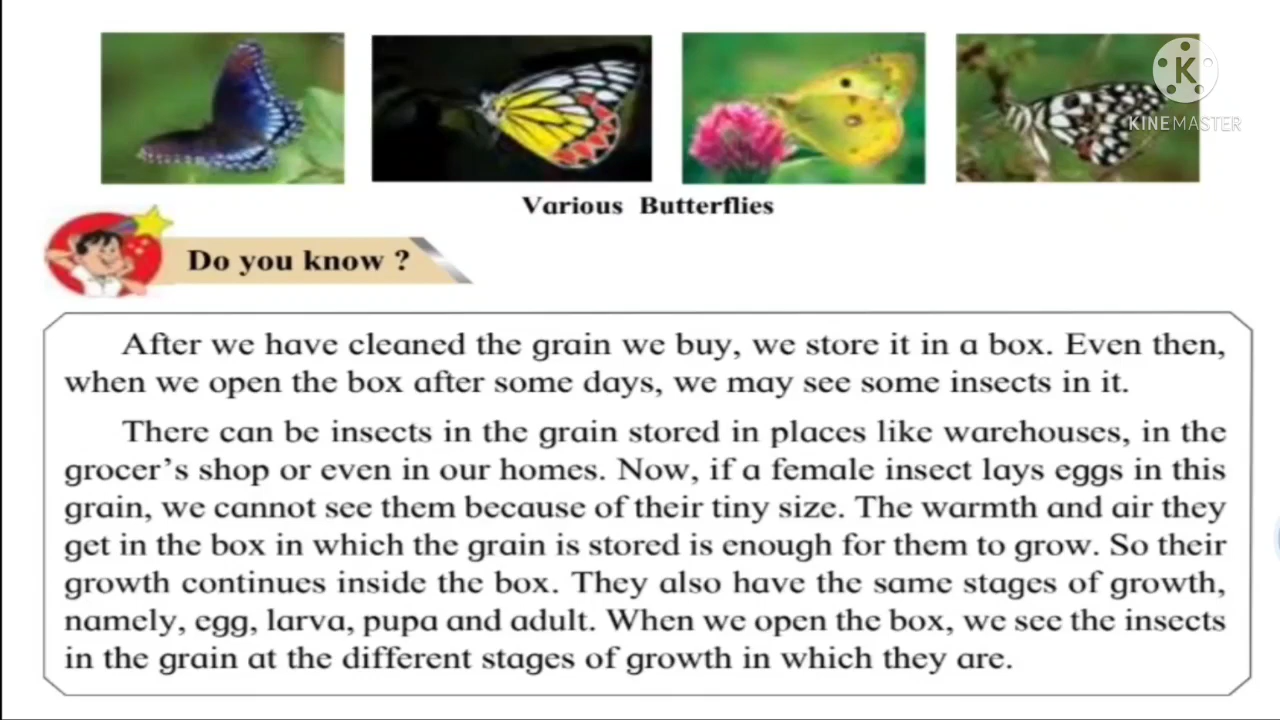 K
KINEMASTER
Various Butterflies
Do you know ?
After we have cleaned the grain we buy, we store it in a box. Even then,
when we open the box after some days, we may see some insects in it.
There can be insects in the grain stored in places like warehouses, in the
grocer's shop or even in our homes. Now, if a female insect lays eggs in this
grain, we cannot see them because of their tiny size. The warmth and air they
get in the box in which the grain is stored is enough for them to grow. So their
growth continues inside the box. They also have the same stages of growth,
namely, egg, larva, pupa and adult. When we open the box, we see the insects
in the grain at the different stages of growth in which they are.